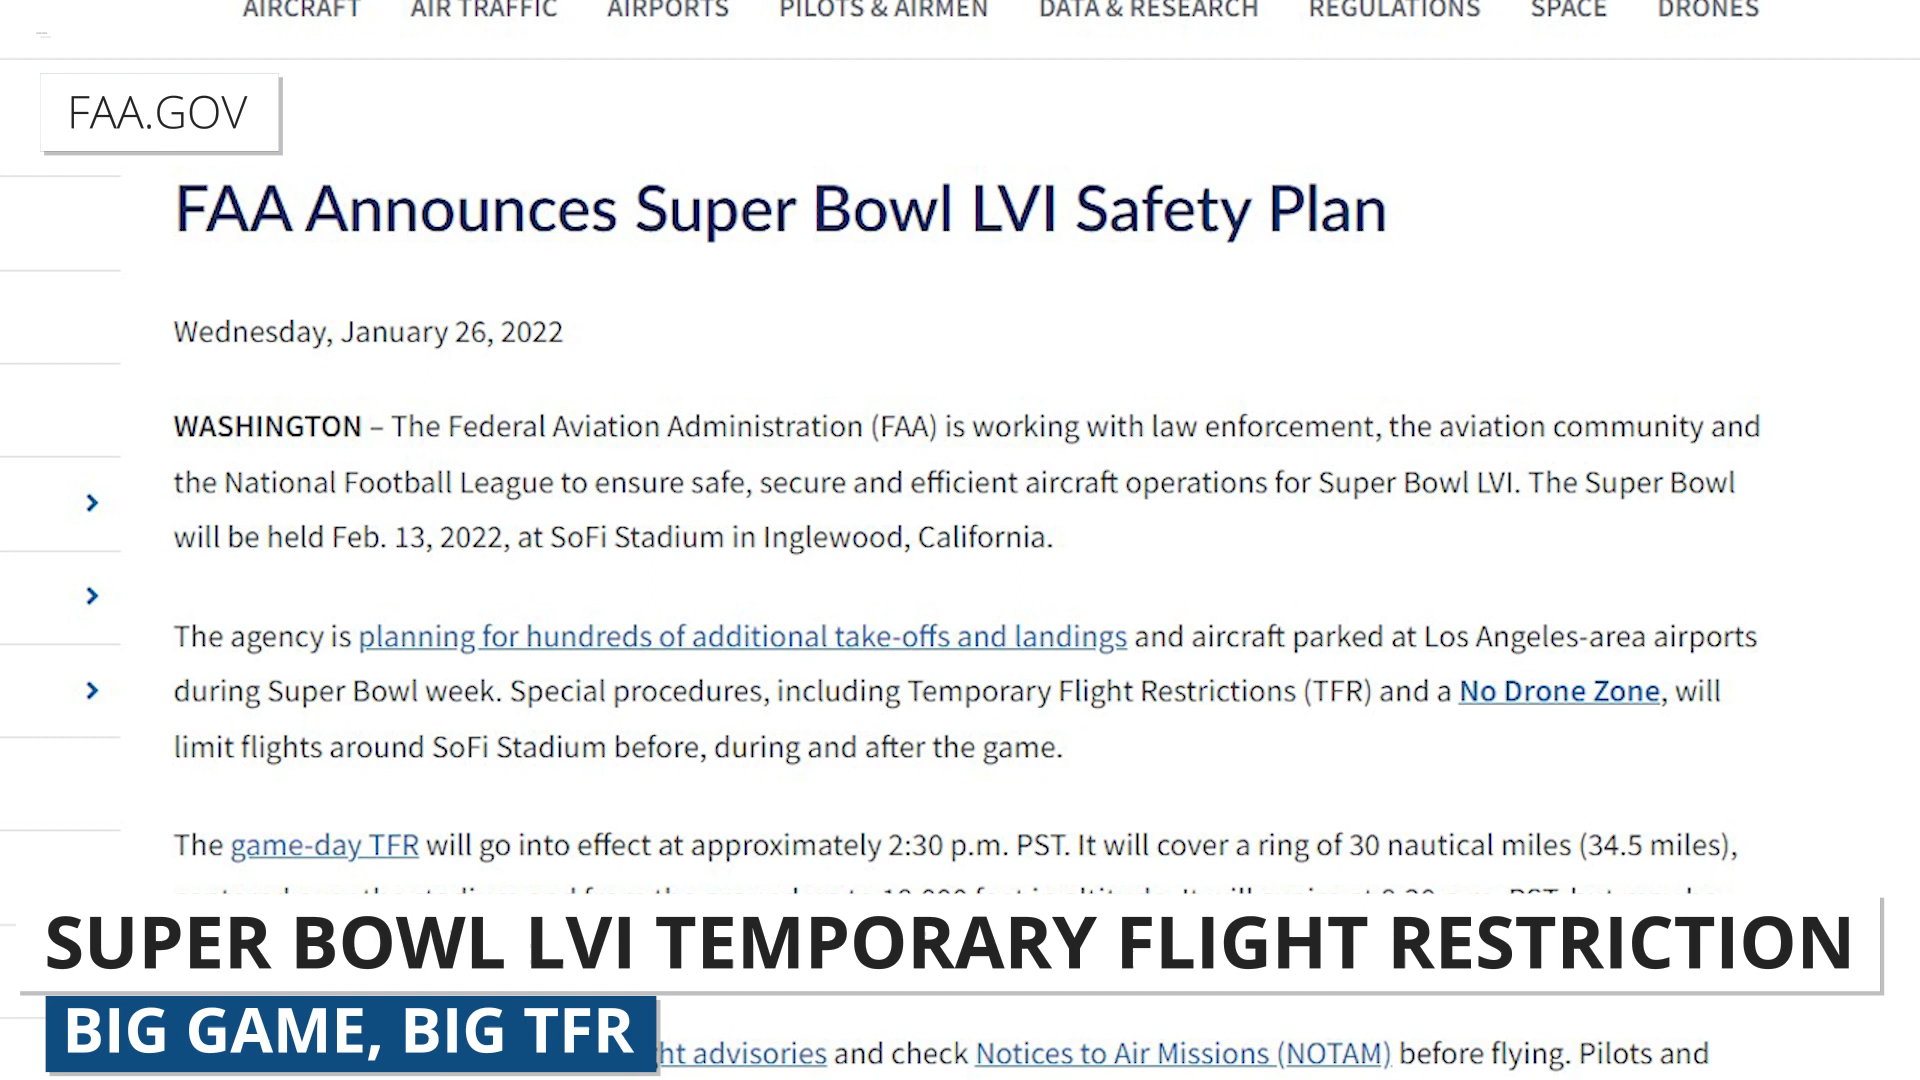 AIRCRAFT AIR TRAFFIC AIRPORTS PILOTS & AIRMEN DATA & RESEARCH REGULATIONS SPACE DRONES
FAA.GOV
FAA Announces Super Bowl LVI Safety Plan
Wednesday, January 26, 2022
WASHINGTON – The Federal Aviation Administration (FAA) is working with law enforcement, the aviation community and
the National Football League to ensure safe, secure and efficient aircraft operations for Super Bowl LVI. The Super Bowl
will be held Feb. 13, 2022, at SoFi Stadium in Inglewood, California.
The agency is planning for hundreds of additional take-offs and landings and aircraft parked at Los Angeles-area airports
during Super Bowl week. Special procedures, including Temporary Flight Restrictions (TFR) and a No Drone Zone, will
limit flights around SoFi Stadium before, during and after the game.
The game-day TFR will go into effect at approximately 2:30 p.m. PST. It will cover a ring of 30 nautical miles (34.5 miles),
SUPER BOWL LVI TEMPORARY FLIGHT RESTRICTION
BIG GAME, BIG TFR
advisories and check Notices to Air Missions (NOTAM) before flying. Pilots and